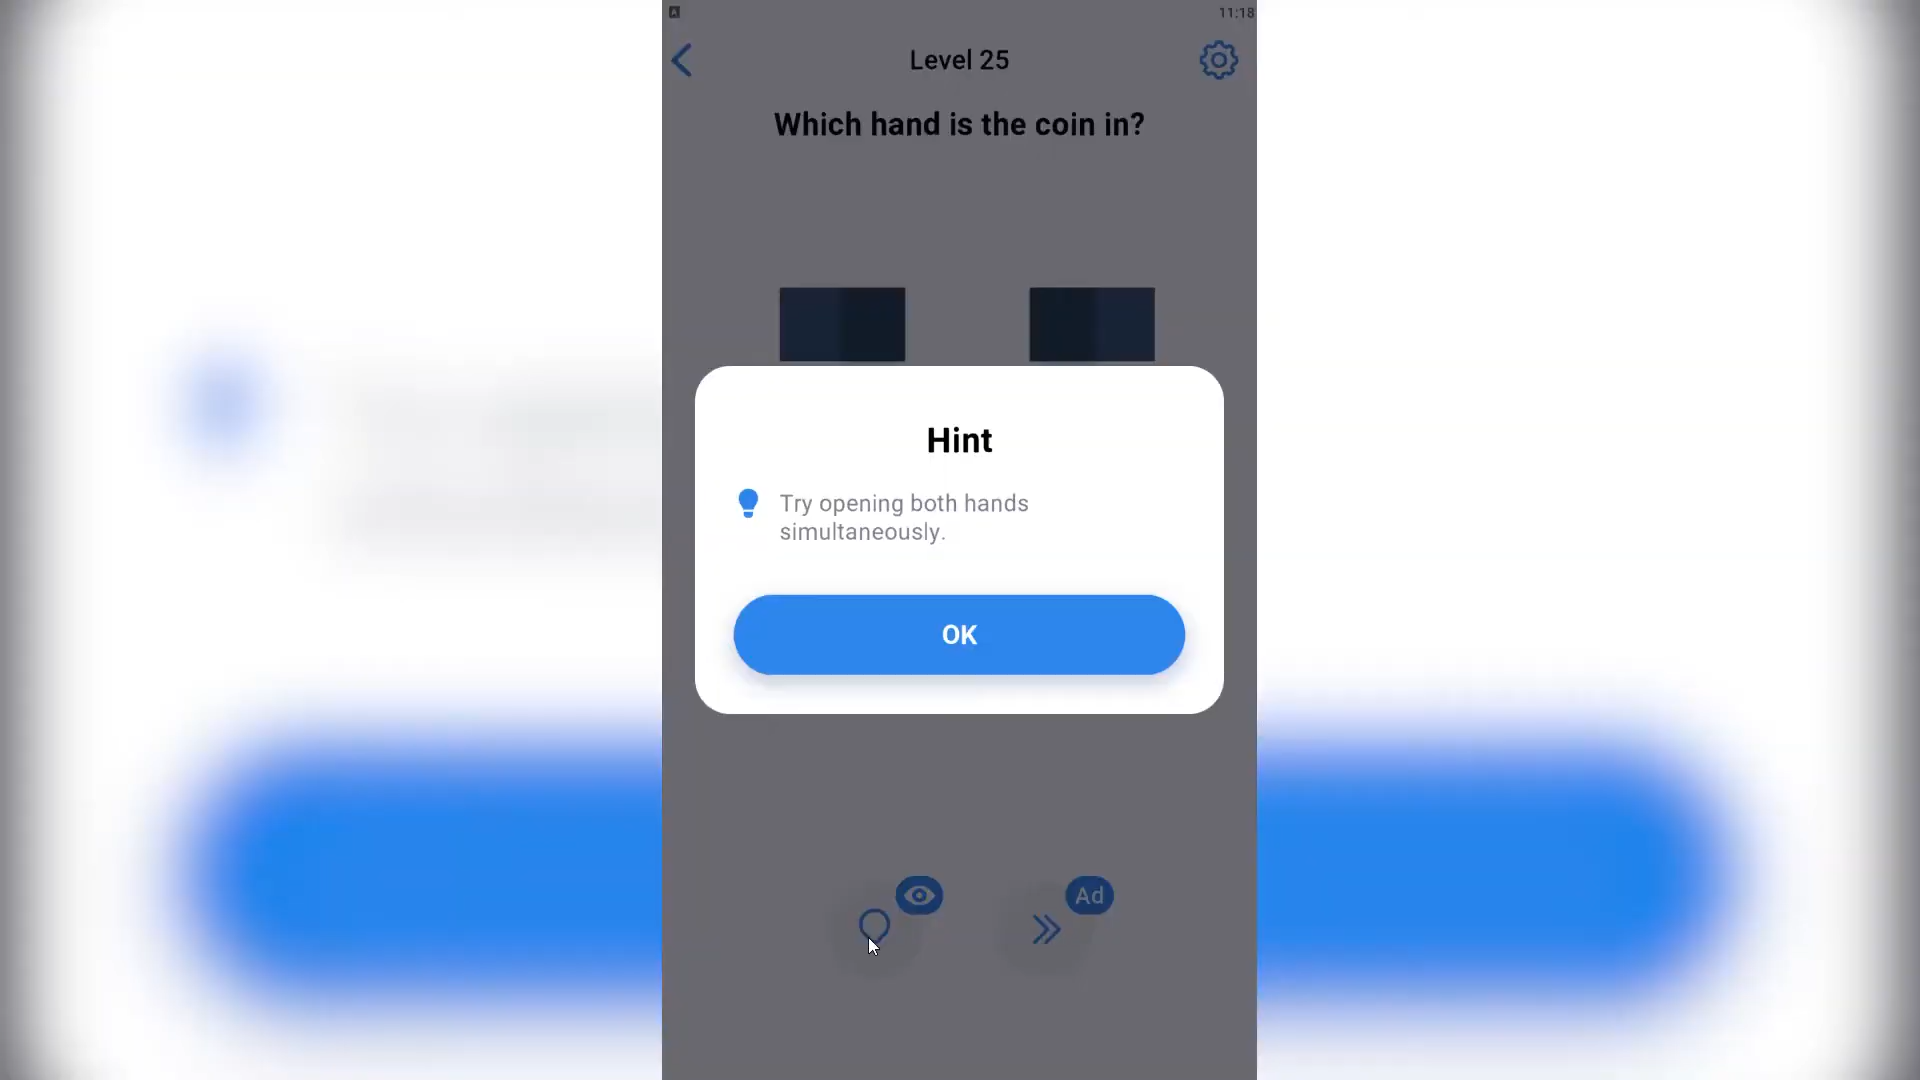 A
11:18
Level 25
Which hand is the coin in?
Hint
Try opening both hands
simultaneously.
OK
Ad